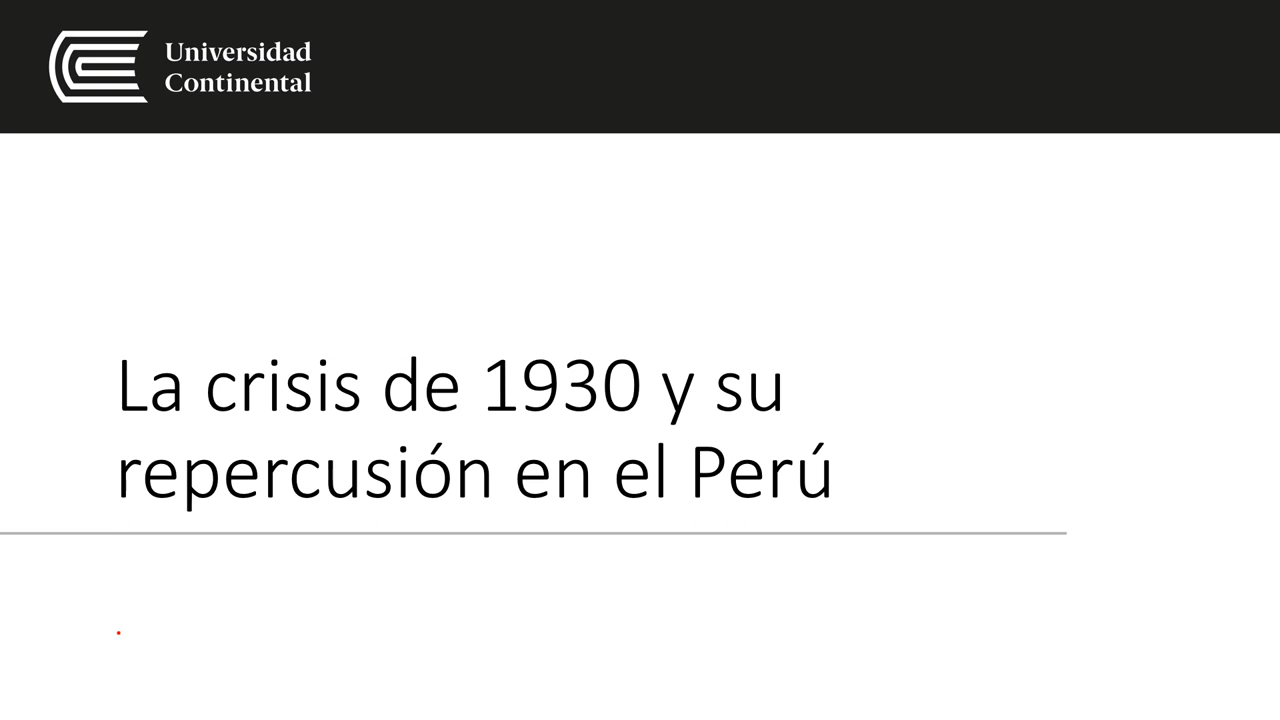 Universidad
Continental
La crisis de 1930 y su
repercusión en el Perú
.